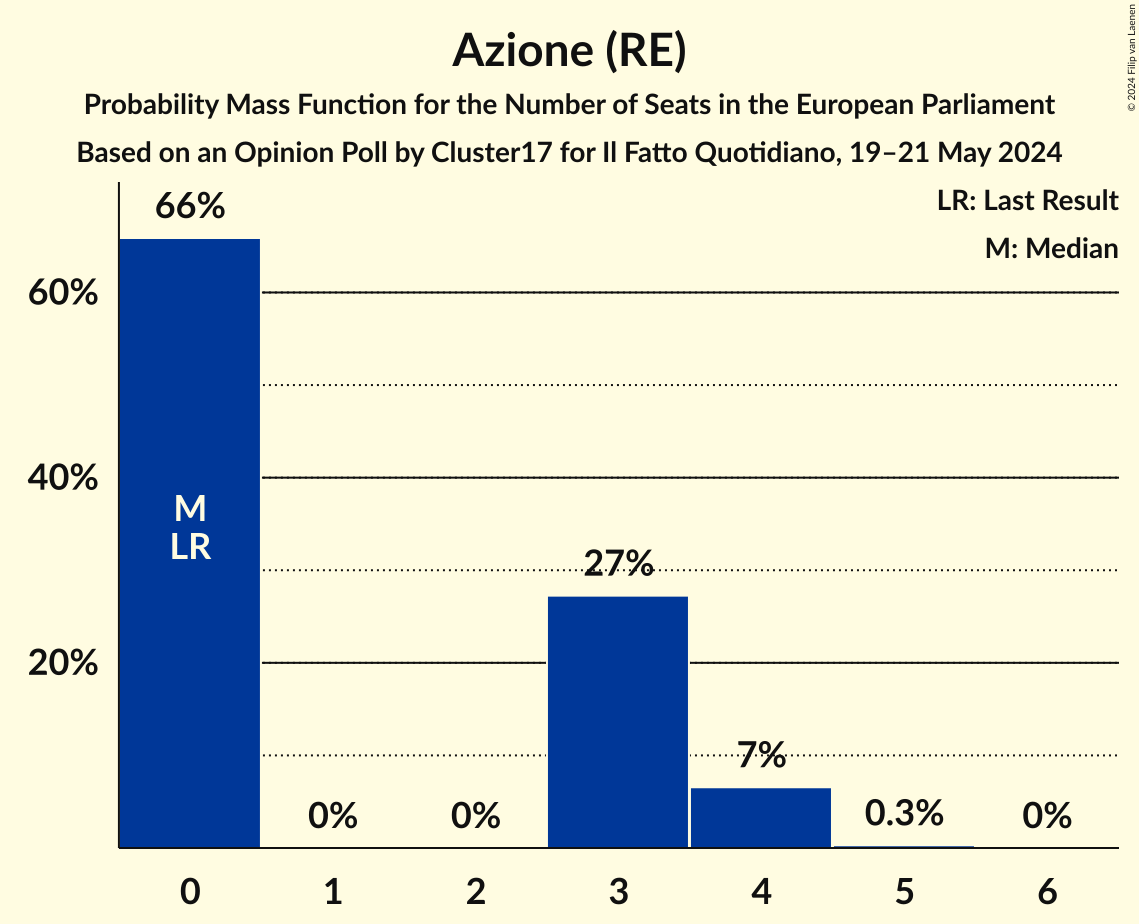 Azione (RE)
Probability Mass Function for the Number of Seats in the European Parliament
Based on an Opinion Poll by Cluster17 for Il Fatto Quotidiano, 19–21 May 2024
© 2024 Filip van Laenen
LR: Last Result
M: Median
66%
60%
40%
20%
M
LR
0%
0%
27%
7%
0.3%
0%
0 1 2 3 4 5 6